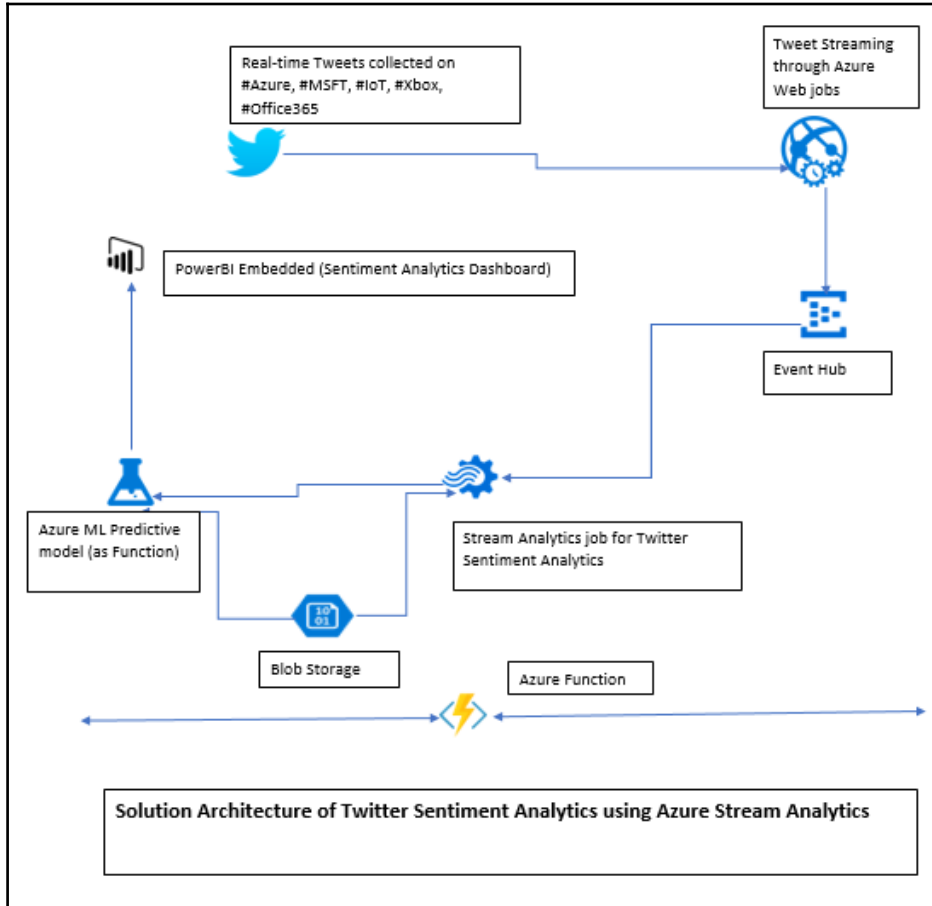 Real-time Tweets collected on
#Azure, #MSFT, #IoT, #Xbox,
#Office365
Tweet Streaming
through Azure
Web jobs
PowerBI Embedded (Sentiment Analytics Dashboard)
Event Hub
Azure ML Predictive
model (as Function)
Stream Analytics job for Twitter
Sentiment Analytics
10
01
Blob Storage
Azure Function
Solution Architecture of Twitter Sentiment Analytics using Azure Stream Analytics